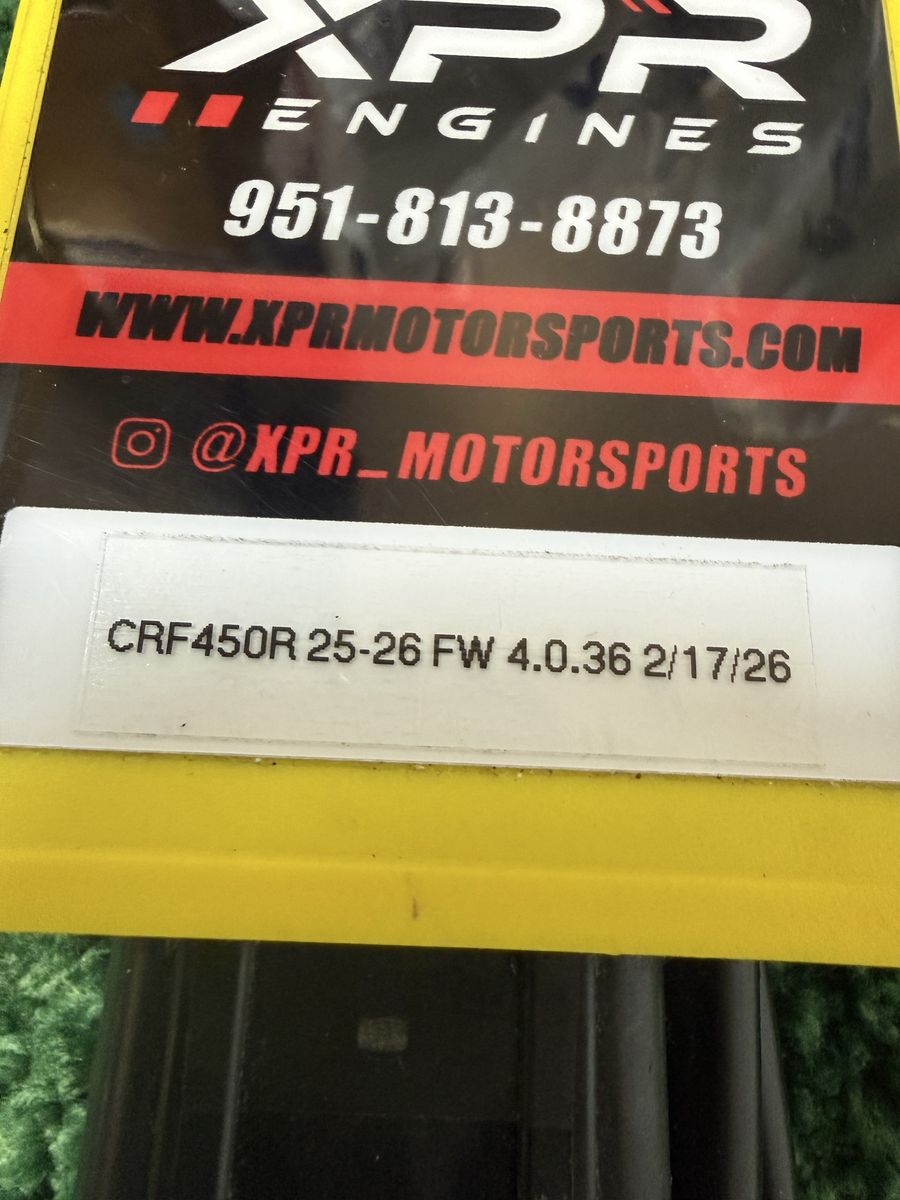 XPR
ENGINES
951-813-8873
WWW.XPRMOTORSPORTS.COM
@XPR_MOTORSPORTS
CRF450R 25-26 FW 4.0.36 2/17/26